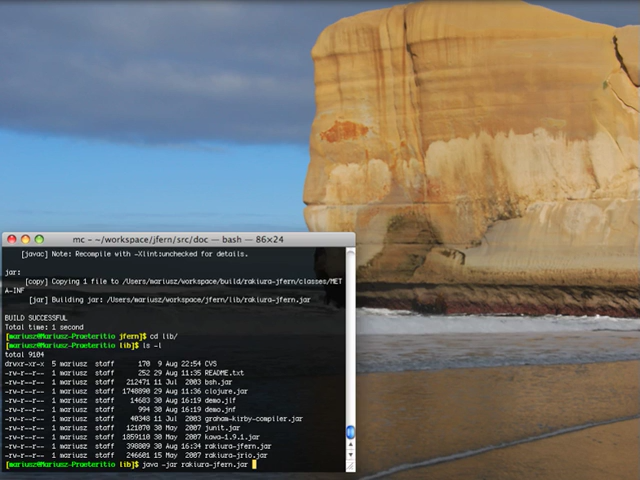 mc - ~/workspace/jfern/src/doc — bash — 86×24
[javac] Note: Recompile with -Xlint:unchecked for details.
jar:
[copy] Copying 1 file to /Users/mariusz/workspace/build/rakiura-jfern/classes/MET
A-INF
[jar] Building jar: /Users/mariusz/workspace/jfern/lib/rakiura-jfern.jar
BUILD SUCCESSFUL
Total time: 1 second
[mariusz@Mariusz-Praeteritio jfern]$ cd lib/
[mariusz@Mariusz-Praeteritio lib]$ ls -l
total 9104
drwxr-xr-x 5 mariusz staff 170 9 Aug 22:54 CVS
-rw-r--r-- 1 mariusz staff 252 29 Aug 11:35 README.txt
-rw-r--r-- 1 mariusz staff 212471 11 Jul 2003 bsh.jar
-rw-r--r-- 1 mariusz staff 1748890 29 Aug 11:36 clojure.jar
-rw-r--r-- 1 mariusz staff 14683 30 Aug 16:19 demo.jlf
-rw-r--r-- 1 mariusz staff 994 30 Aug 16:19 demo.jnf
-rw-r--r-- 1 mariusz staff 40348 11 Jul 2003 graham-kirby-compiler.jar
-rw-r--r-- 1 mariusz staff 121070 30 May 2007 junit.jar
-rw-r--r-- 1 mariusz staff 1859110 30 May 2007 kawa-1.9.1.jar
-rw-r--r-- 1 mariusz staff 398809 30 Aug 16:34 rakiura-jfern.jar
-rw-r--r-- 1 mariusz staff 246601 15 May 2007 rakiura-jrio.jar
[mariusz@Mariusz-Praeteritio lib]$ java -jar rakiura-jfern.jar